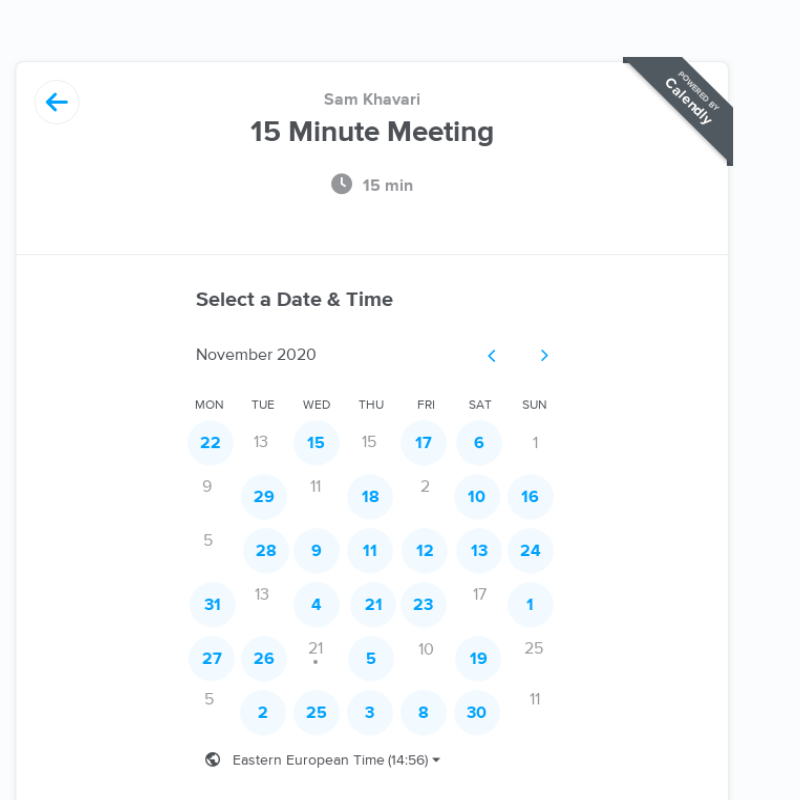 POWERED BY
Calendly
Sam Khavari
15 Minute Meeting
15 min
Select a Date & Time
November 2020
MON TUE WED THU FRI SAT SUN
22 13 15 15 17 6 1
9 29 11 18 2 10 16
5 28 9 11 12 13 24
31 13 4 21 23 17 1
27 26 21 5 10 19 25
5 2 25 3 8 30 11
Eastern European Time (14:56)